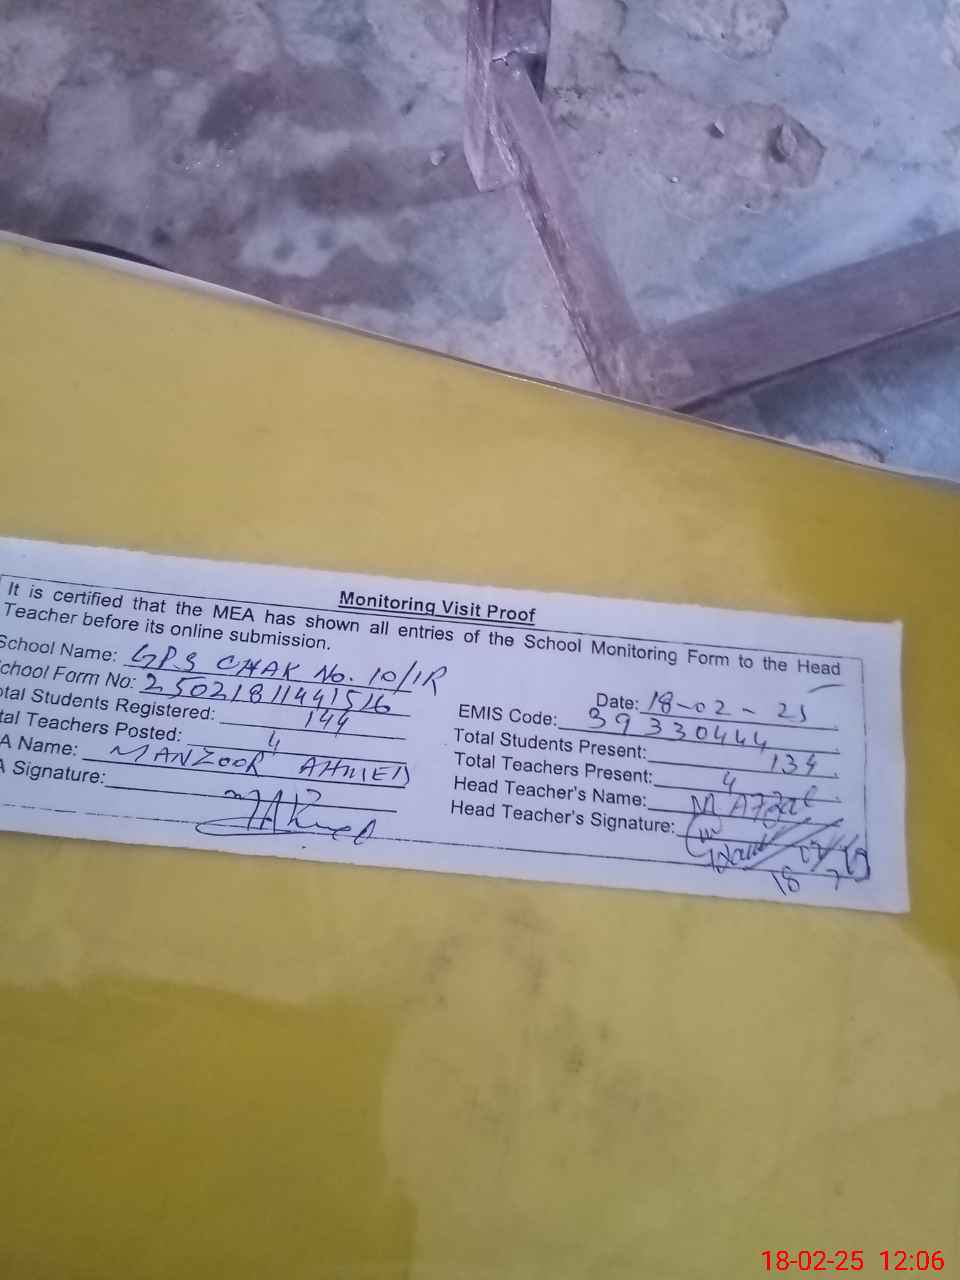 Monitoring Visit Proof
It is certified that the MEA has shown all entries of the School Monitoring Form to the Head
Teacher before its online submission.
School Name: GPS CHAK No. 10/1R
Date: 18-02-25
chool Form No: 25021811441516
EMIS Code: 39330444
otal Students Registered: 144
Total Students Present: 134
tal Teachers Posted: 4
Total Teachers Present: 4
A Name: MANZOOR AHMED
Head Teacher's Name: M Afzal
A Signature:
Head Teacher's Signature:
18
18-02-25 12:06